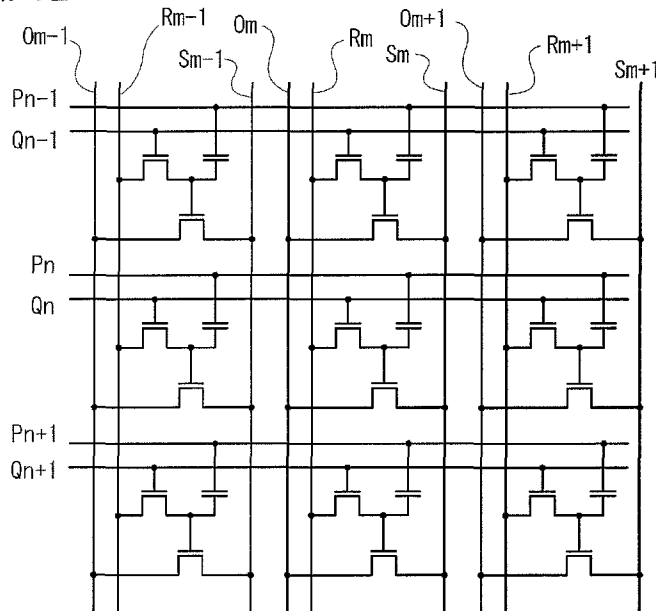 Om-1
Rm-1
Sm-1
Om
Rm
Sm
Om+1
Rm+1
Sm+1
Pn-1
Qn-1
Pn
Qn
Pn+1
Qn+1